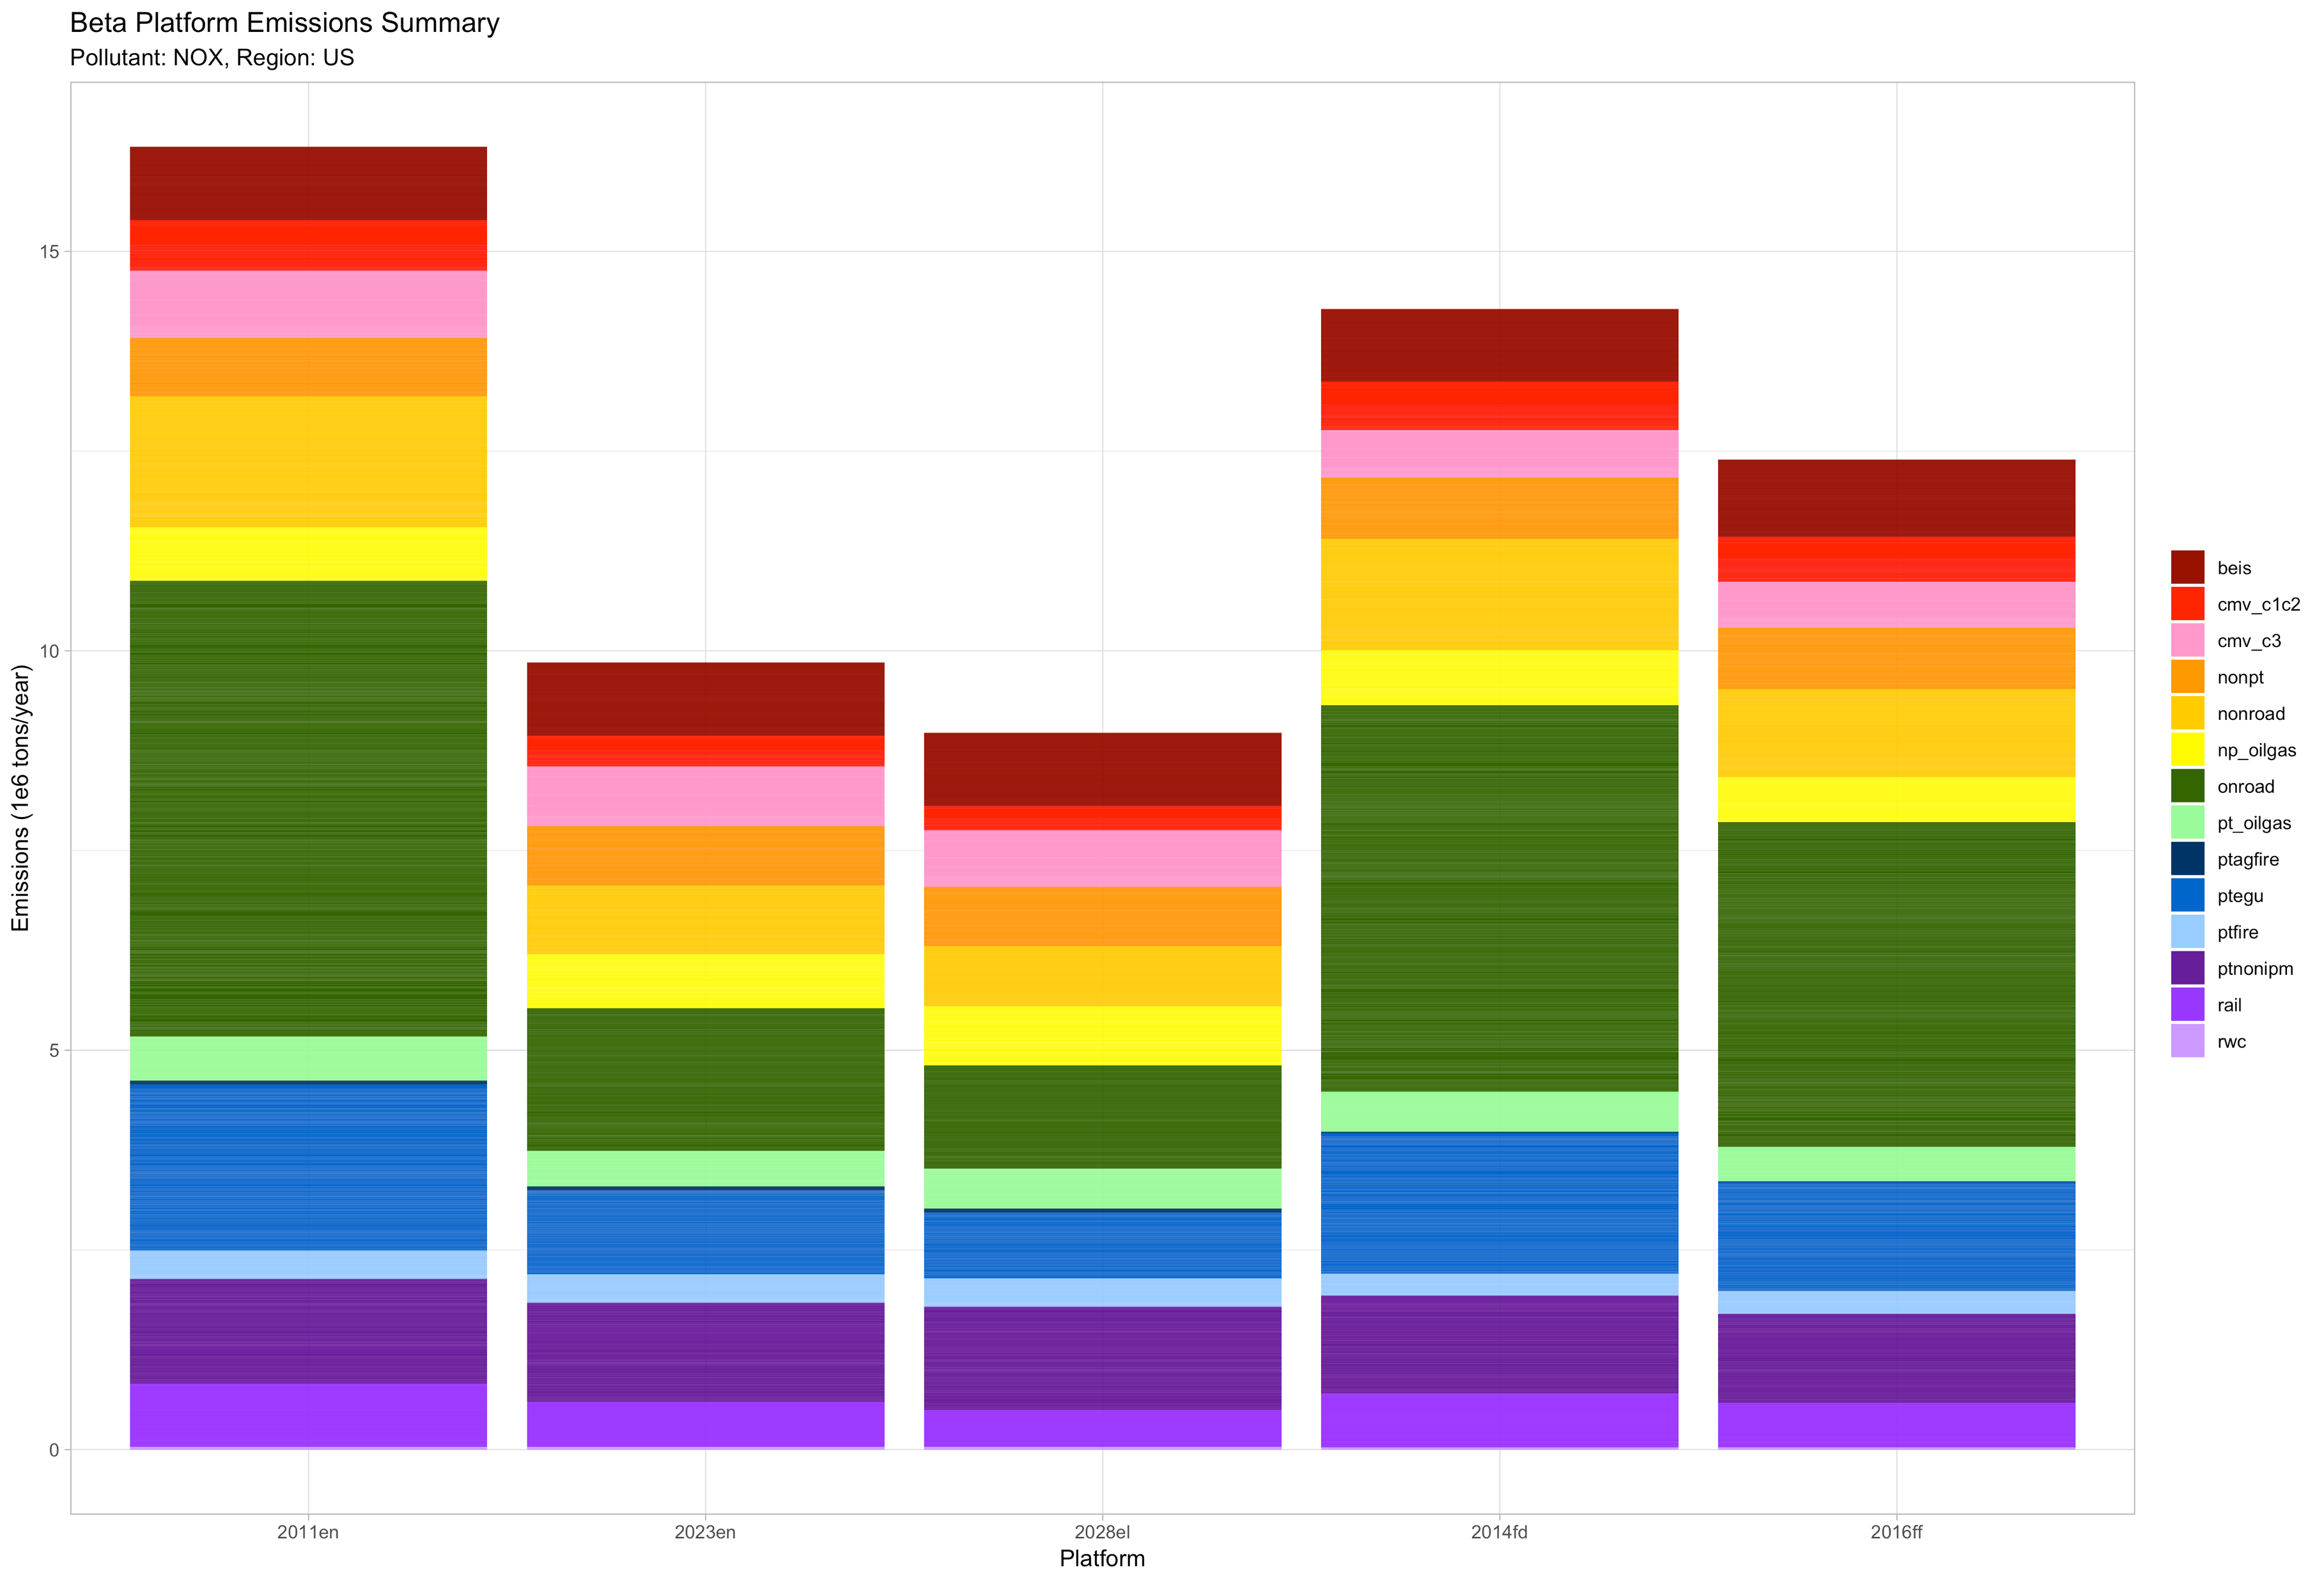 Beta Platform Emissions Summary
Pollutant: NOX, Region: US
Emissions (1e6 tons/year)
15
10
5
0
2011en
2023en
2028el
2014fd
2016ff
Platform
beis
cmv_c1c2
cmv_c3
nonpt
nonroad
np_oilgas
onroad
pt_oilgas
ptagfire
ptegu
ptfire
ptnonipm
rail
rwc